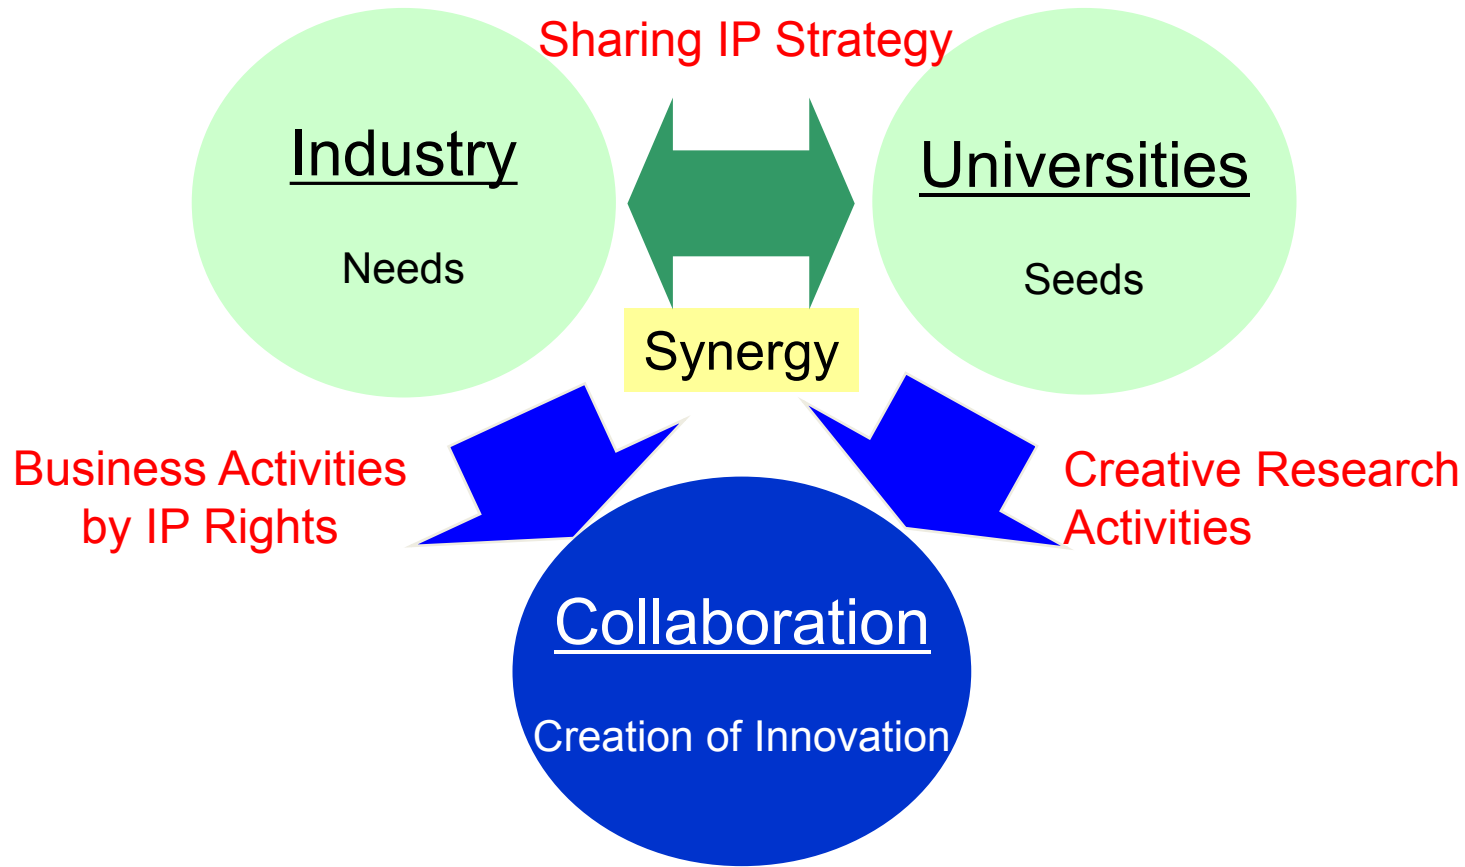 Sharing IP Strategy
Industry
Needs
Universities
Seeds
Synergy
Business Activities
by IP Rights
Creative Research
Activities
Collaboration
Creation of Innovation